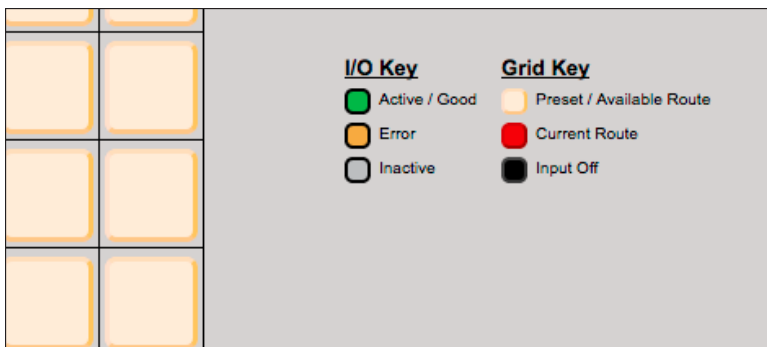 I/O Key
Active / Good
Error
Inactive
Grid Key
Preset / Available Route
Current Route
Input Off